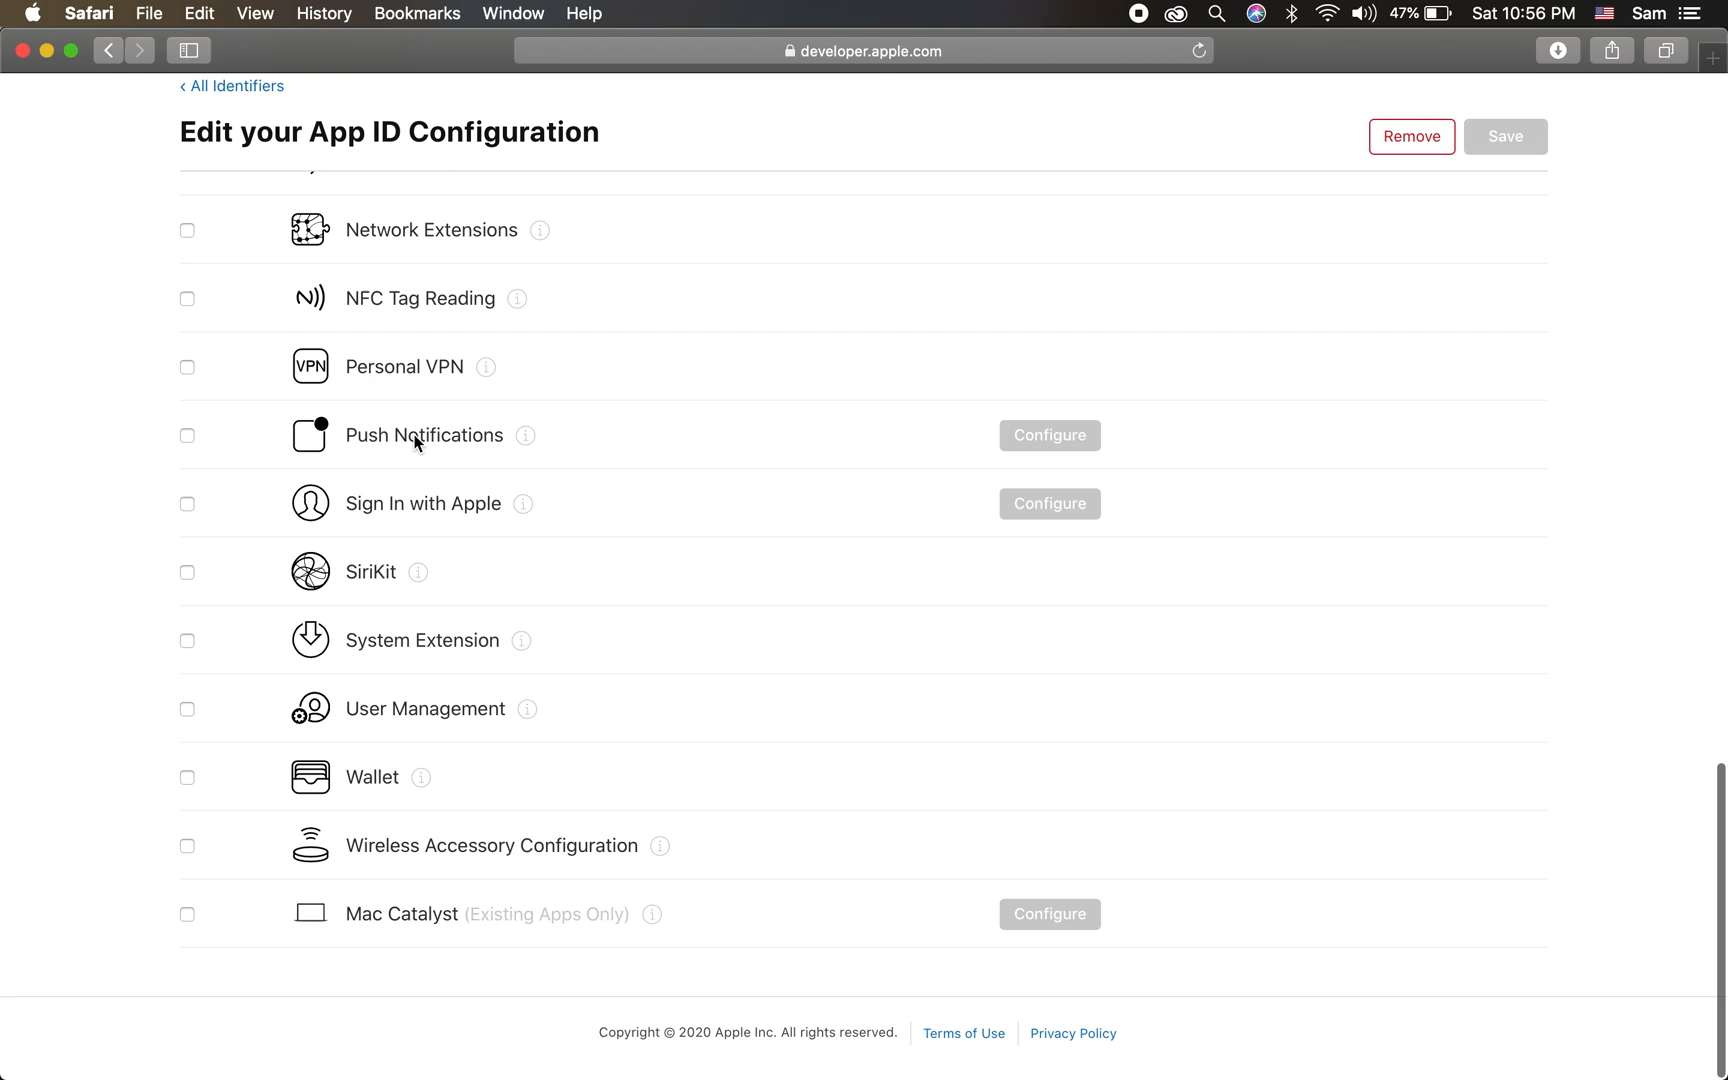 Safari File Edit View History Bookmarks Window Help 47% Sat 10:56 PM Sam
developer.apple.com
‹ All Identifiers
Edit your App ID Configuration
Remove Save
Network Extensions
NFC Tag Reading
VPN Personal VPN
Push Notifications Configure
Sign In with Apple Configure
SiriKit
System Extension
User Management
Wallet
Wireless Accessory Configuration
Mac Catalyst (Existing Apps Only) Configure
Copyright © 2020 Apple Inc. All rights reserved. Terms of Use Privacy Policy